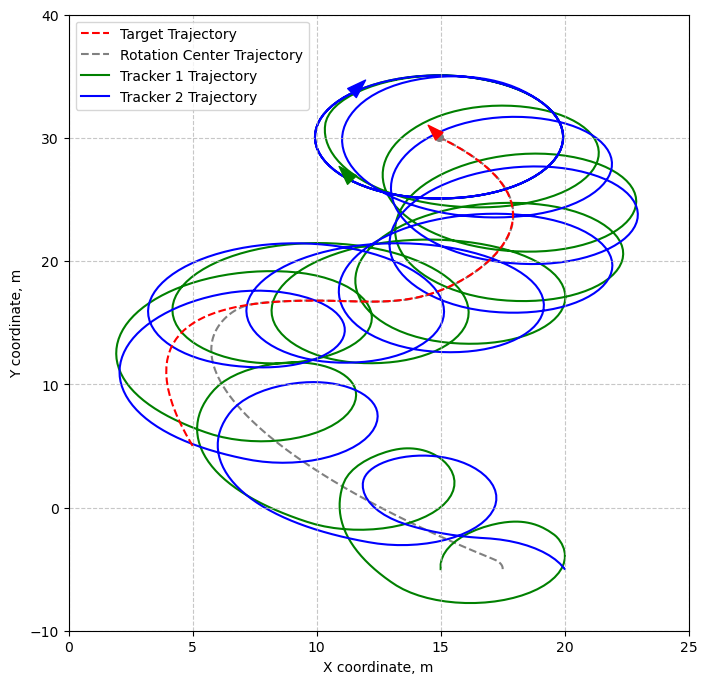 Target Trajectory
Rotation Center Trajectory
Tracker 1 Trajectory
Tracker 2 Trajectory
40
30
20
10
0
−10
Y coordinate, m
0 5 10 15 20 25
X coordinate, m